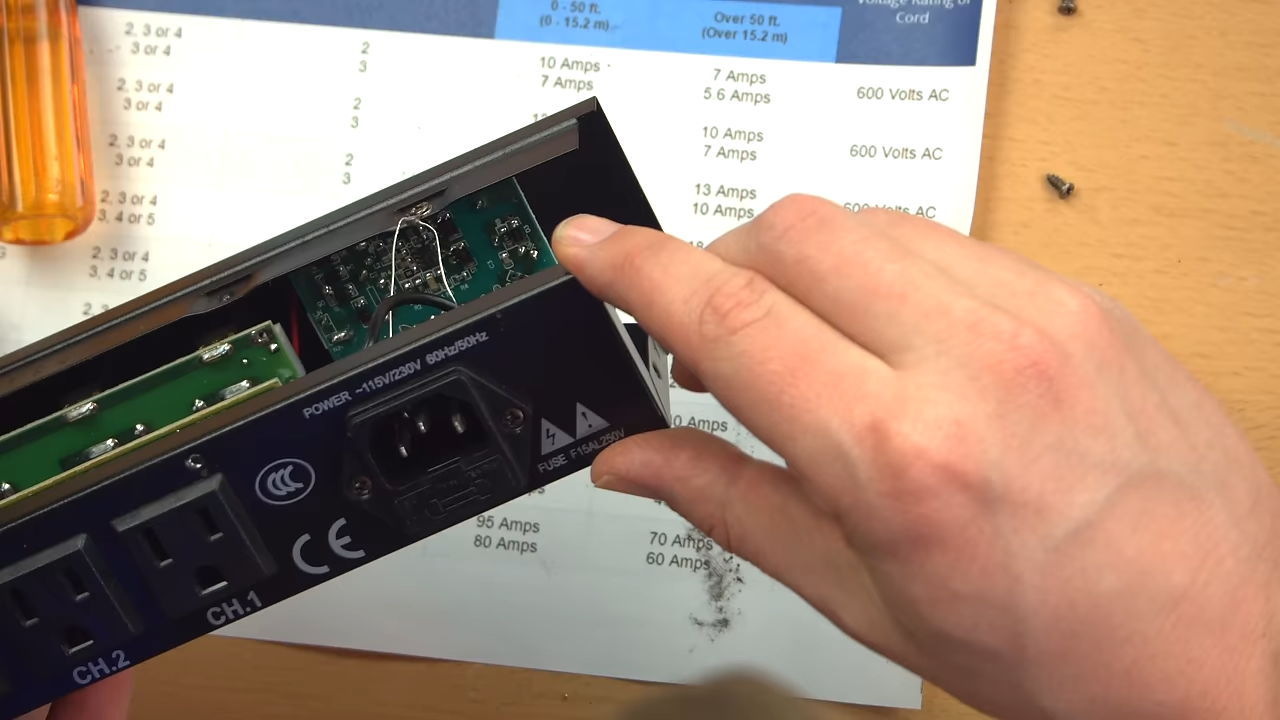 0 - 50 ft.
(0 - 15.2 m)
Over 50 ft.
(Over 15.2 m)
Voltage Rating of
Cord
2, 3 or 4
3 or 4
2
3
10 Amps
7 Amps
7 Amps
5.6 Amps
600 Volts AC
2, 3 or 4
3 or 4
2
3
10 Amps
7 Amps
600 Volts AC
2, 3 or 4
3 or 4
2
3
13 Amps
10 Amps
600 Volts AC
2, 3 or 4
3, 4 or 5
2, 3 or 4
3, 4 or 5
95 Amps
80 Amps
70 Amps
60 Amps
POWER ~115V/230V 60Hz/50Hz
FUSE F15AL250V
CCC
CE
CH.1
CH.2